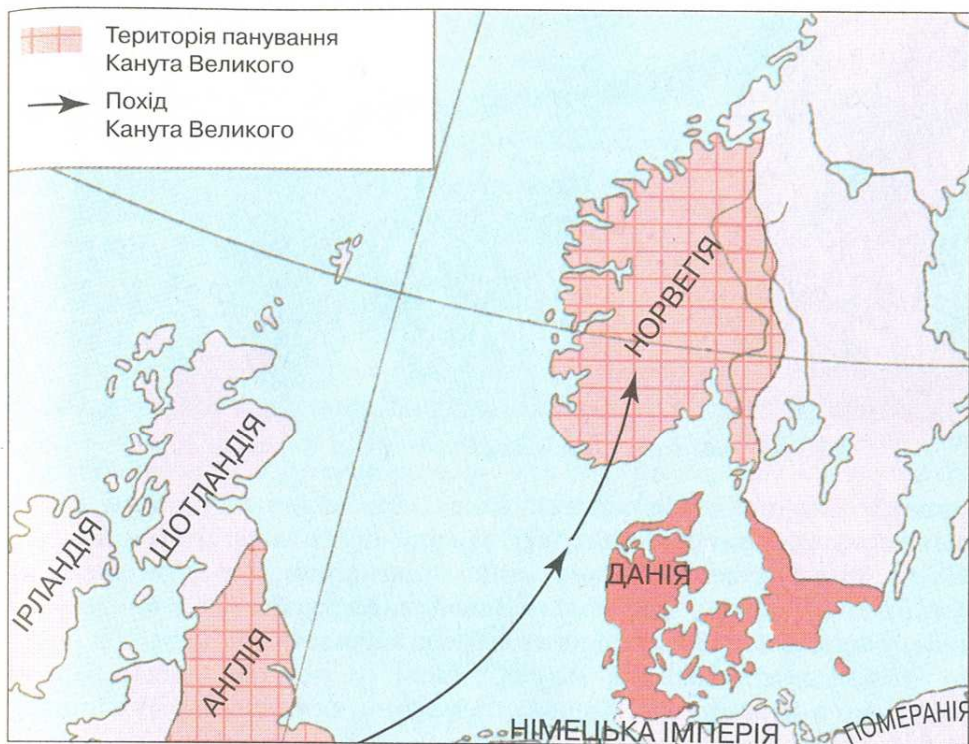 Територія панування
Канута Великого
Похід
Канута Великого
НОРВЕГІЯ
ШОТЛАНДІЯ
ІРЛАНДІЯ
АНГЛІЯ
ДАНІЯ
НІМЕЦЬКА ІМПЕРІЯ
ПОМЕРАНІЯ